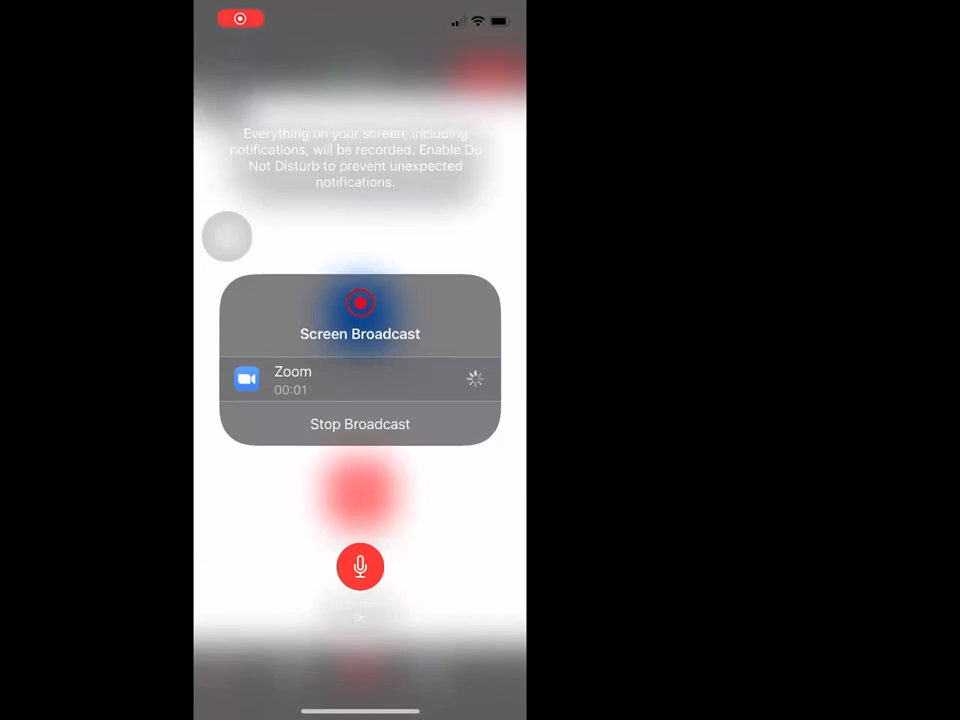 Everything on your screen, including
notifications, will be recorded. Enable Do
Not Disturb to prevent unexpected
notifications.
Screen Broadcast
Zoom
00:01
Stop Broadcast